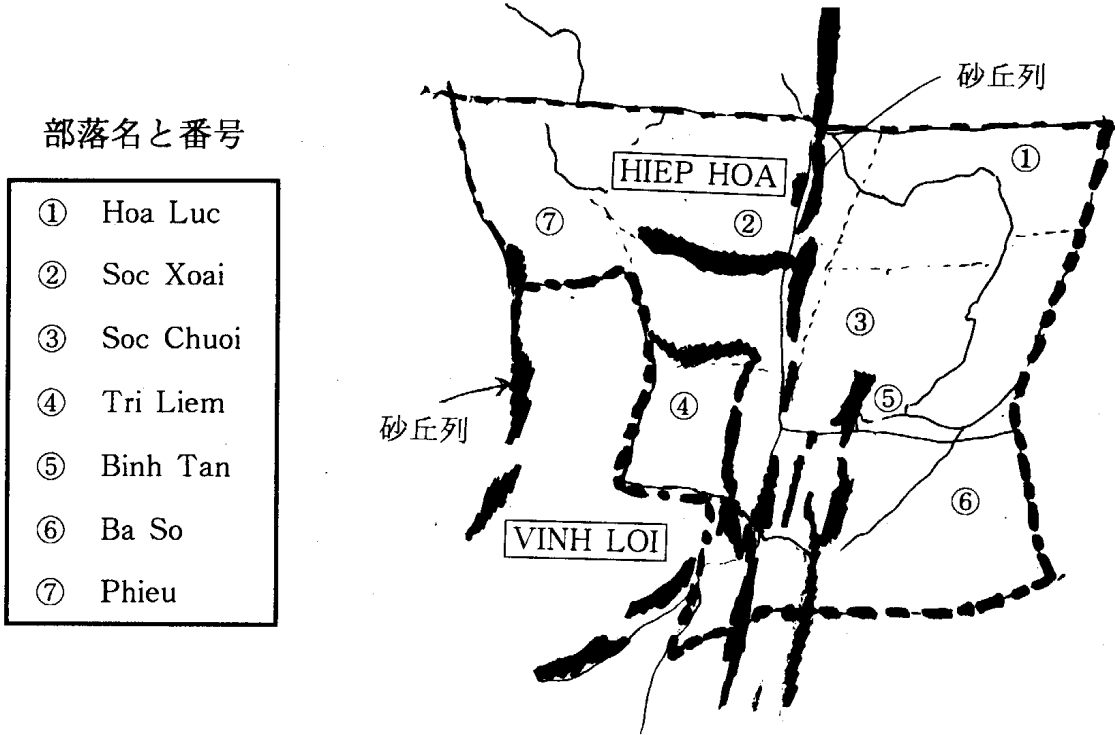 部落名と番号
① Hoa Luc
② Soc Xoai
③ Soc Chuoi
④ Tri Liem
⑤ Binh Tan
⑥ Ba So
⑦ Phieu
砂丘列
①
HIEP HOA
⑦
②
③
⑤
④
砂丘列
⑥
VINH LOI